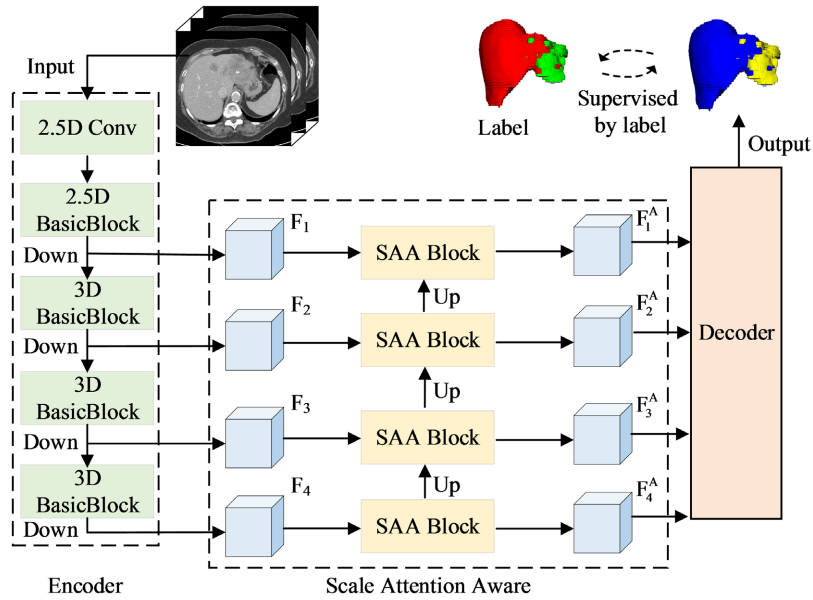 Input
2.5D Conv
2.5D
BasicBlock
Down
3D
BasicBlock
Down
3D
BasicBlock
Down
3D
BasicBlock
Down
Encoder
F1
F2
F3
F4
SAA Block
Up
SAA Block
Up
SAA Block
Up
SAA Block
F1A
F2A
F3A
F4A
Scale Attention Aware
Label
Supervised
by label
Output
Decoder